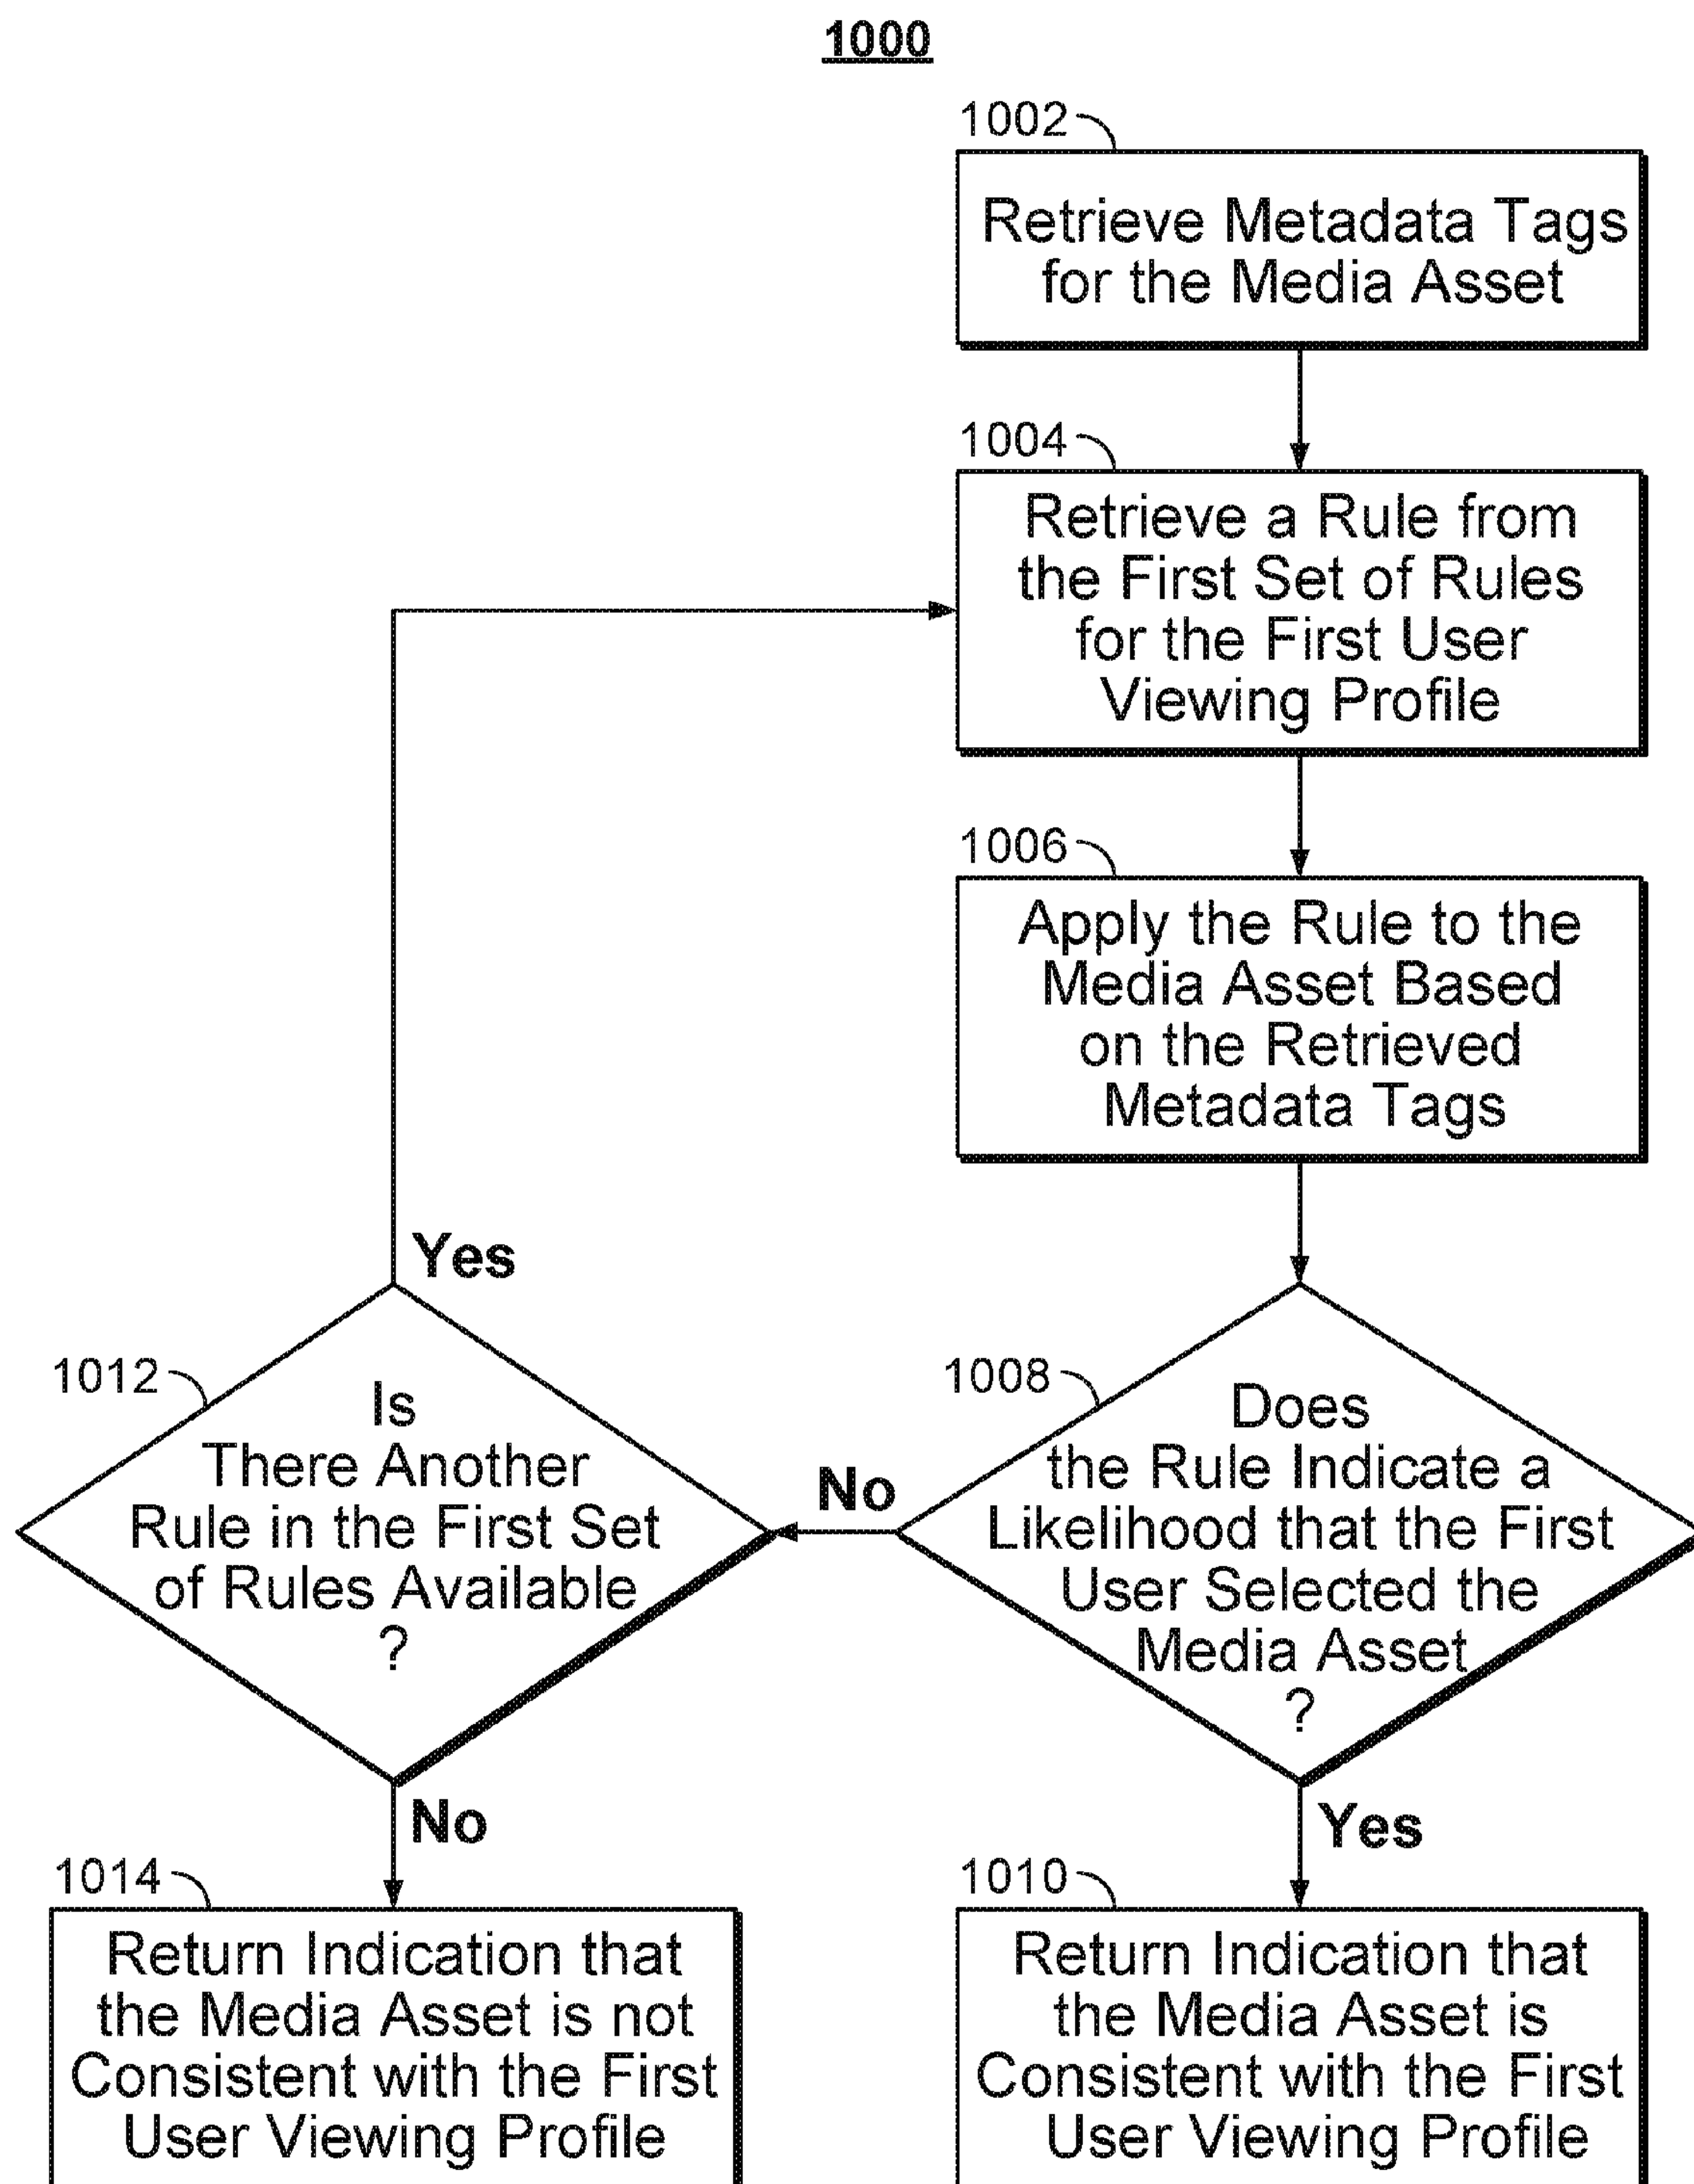 1000
1002
Retrieve Metadata Tags
for the Media Asset
1004
Retrieve a Rule from
the First Set of Rules
for the First User
Viewing Profile
1006
Apply the Rule to the
Media Asset Based
on the Retrieved
Metadata Tags
1008
Does
the Rule Indicate a
Likelihood that the First
User Selected the
Media Asset
?
No
Yes
1012
Is
There Another
Rule in the First Set
of Rules Available
?
Yes
No
1014
Return Indication that
the Media Asset is not
Consistent with the First
User Viewing Profile
1010
Return Indication that
the Media Asset is
Consistent with the First
User Viewing Profile